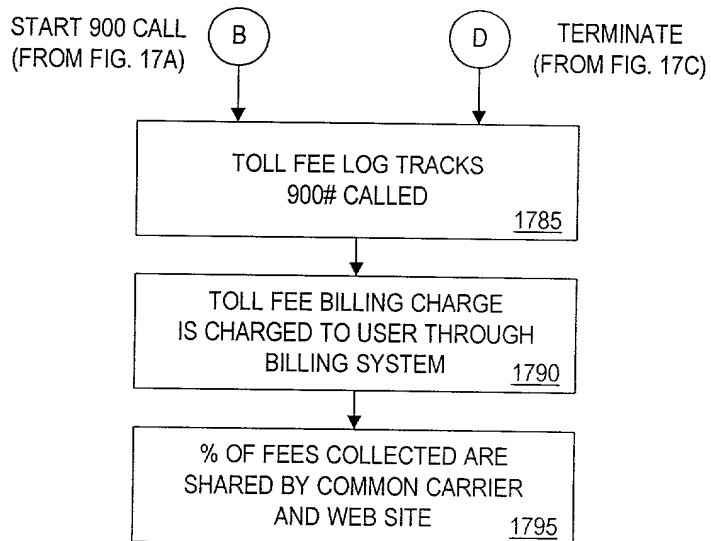 START 900 CALL
(FROM FIG. 17A)
B
D
TERMINATE
(FROM FIG. 17C)
TOLL FEE LOG TRACKS
900# CALLED
1785
TOLL FEE BILLING CHARGE
IS CHARGED TO USER THROUGH
BILLING SYSTEM
1790
% OF FEES COLLECTED ARE
SHARED BY COMMON CARRIER
AND WEB SITE
1795